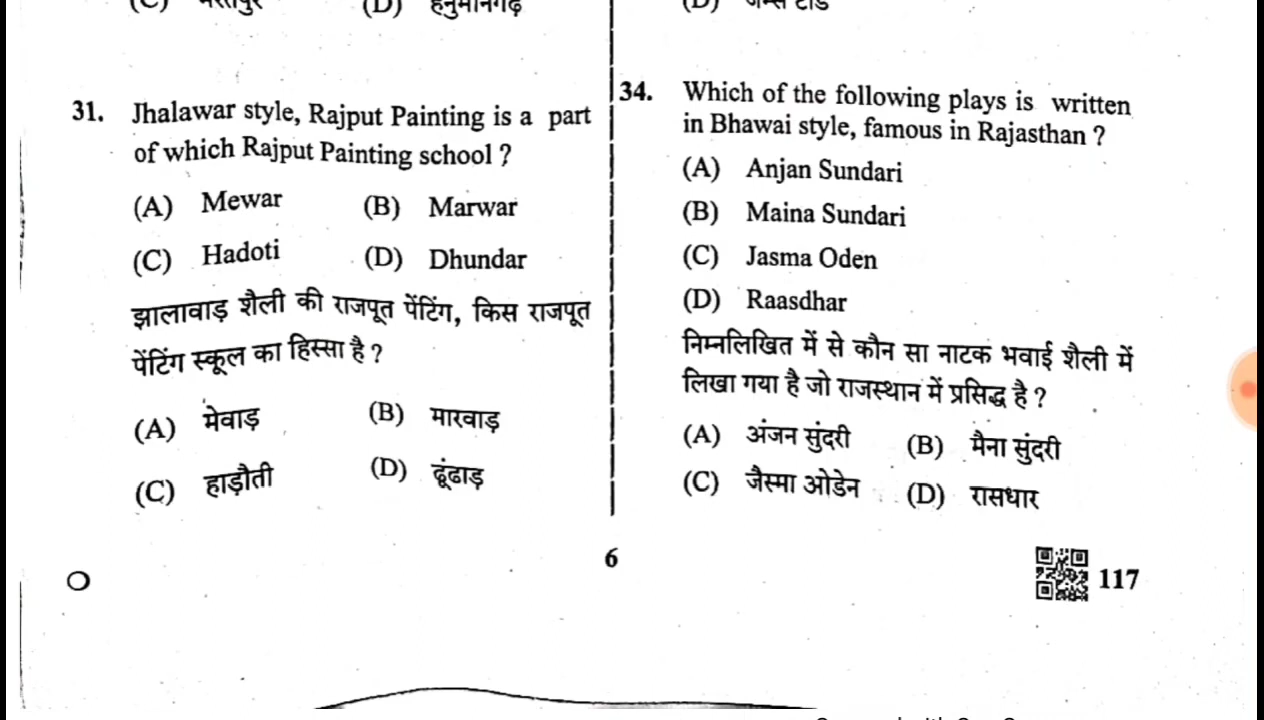 (D) हनुमानगढ़
31. Jhalawar style, Rajput Painting is a part
of which Rajput Painting school ?
(A) Mewar (B) Marwar
(C) Hadoti (D) Dhundar
झालावाड़ शैली की राजपूत पेंटिंग, किस राजपूत
पेंटिंग स्कूल का हिस्सा है ?
(A) मेवाड़ (B) मारवाड़
(C) हाड़ौती (D) ढूंढाड़
34. Which of the following plays is written
in Bhawai style, famous in Rajasthan ?
(A) Anjan Sundari
(B) Maina Sundari
(C) Jasma Oden
(D) Raasdhar
निम्नलिखित में से कौन सा नाटक भवाई शैली में
लिखा गया है जो राजस्थान में प्रसिद्ध है ?
(A) अंजन सुंदरी (B) मैना सुंदरी
(C) जैस्मा ओडेन (D) रासधार
6
117